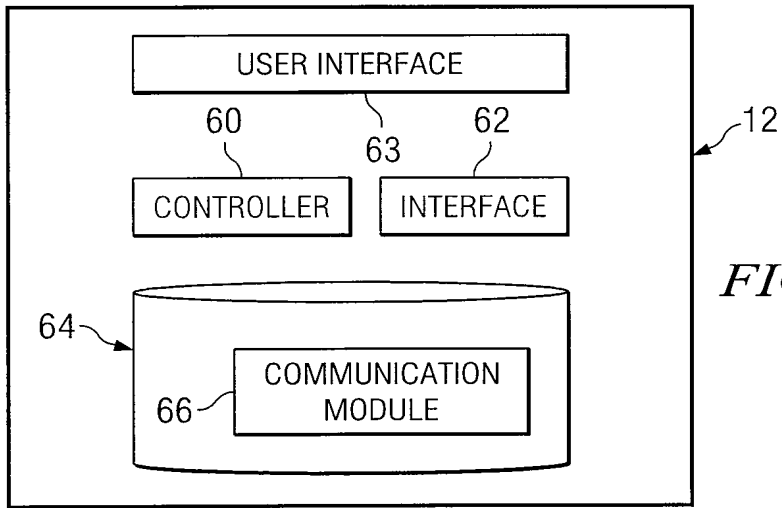 USER INTERFACE
60
63
62
12
CONTROLLER
INTERFACE
64
COMMUNICATION
MODULE
66